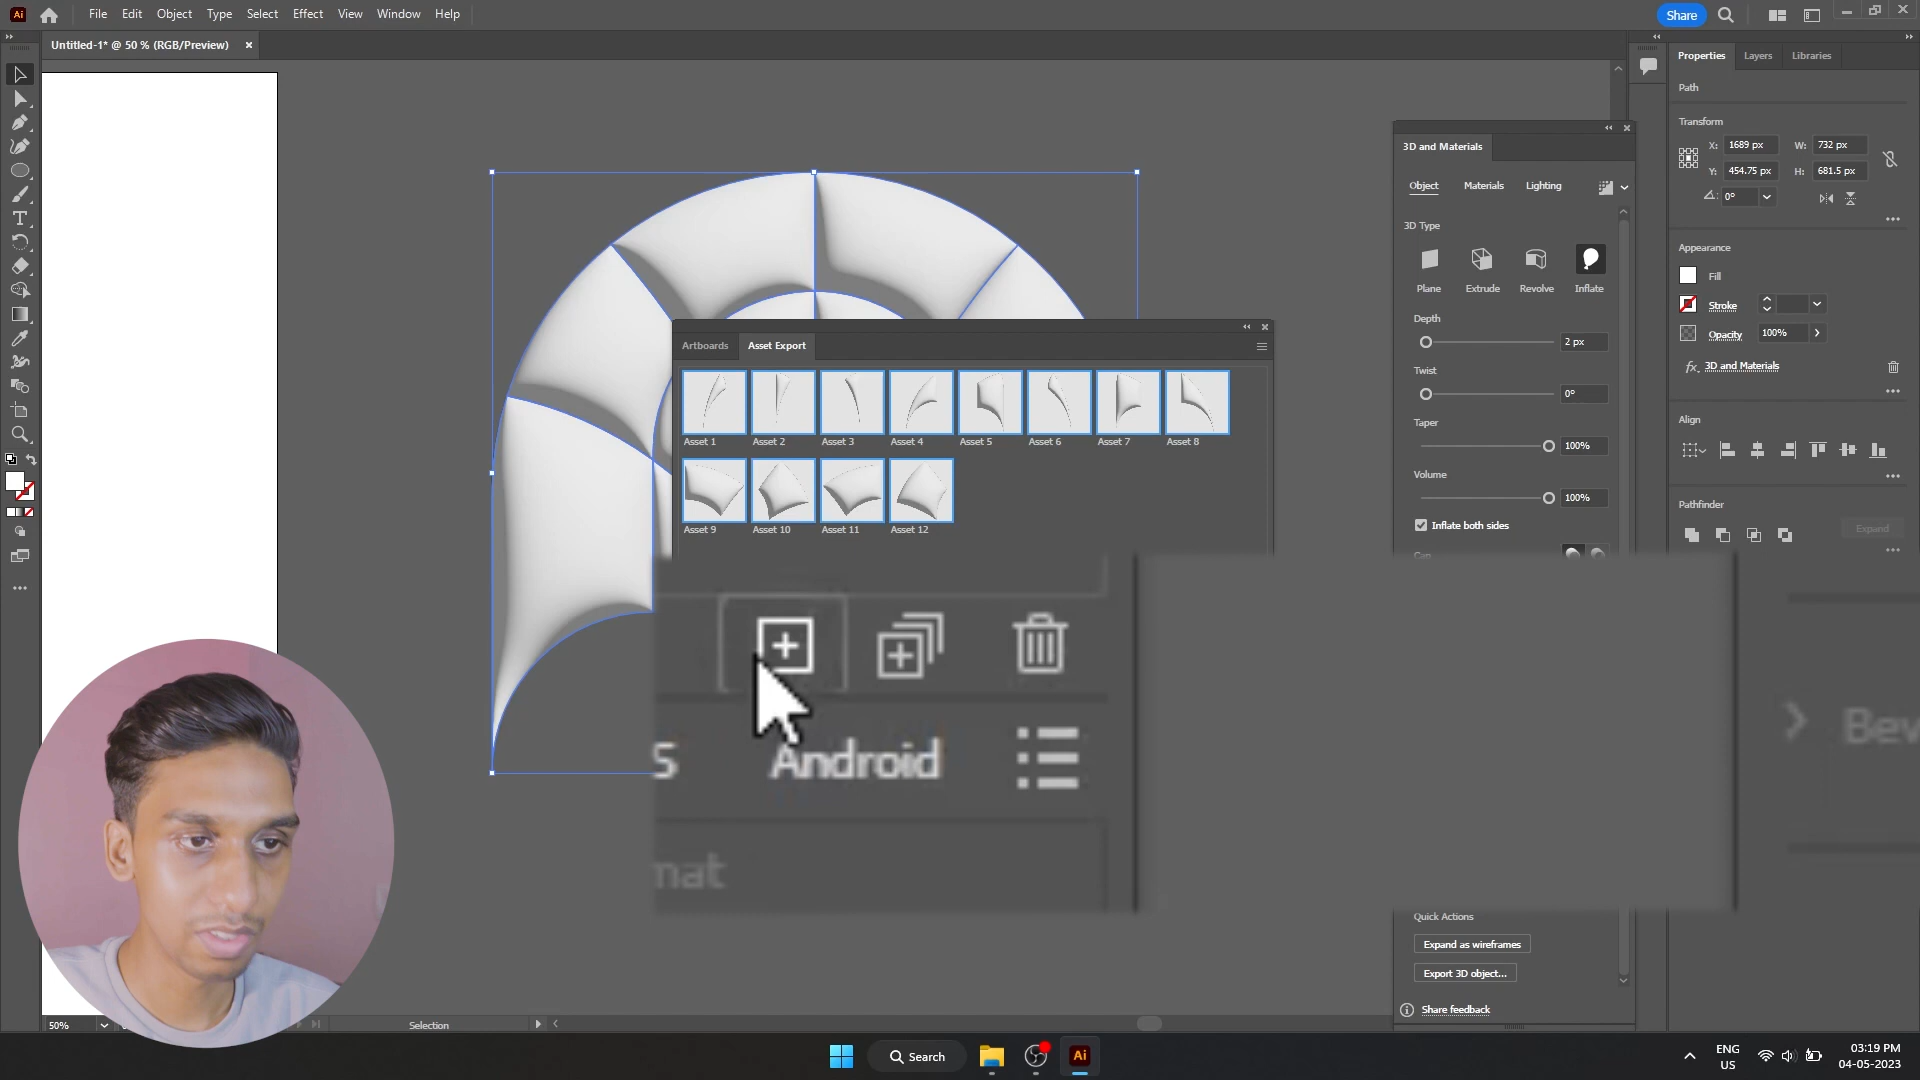 Ai
File
Edit
Object
Type
Select
Effect
View
Window
Help
Share
Untitled-1* @ 50 % (RGB/Preview)
Properties
Layers
Libraries
Path
Transform
X:
1689 px
W:
732 px
Y:
454.75 px
H:
681.5 px
0°
Appearance
Fill
Stroke
Opacity
100%
fx
3D and Materials
Align
Pathfinder
Expand
3D and Materials
Object
Materials
Lighting
3D Type
Plane
Extrude
Revolve
Inflate
Depth
2 px
Twist
0°
Taper
100%
Volume
100%
Inflate both sides
Cap
Artboards
Asset Export
Asset 1
Asset 2
Asset 3
Asset 4
Asset 5
Asset 6
Asset 7
Asset 8
Asset 9
Asset 10
Asset 11
Asset 12
S
Android
mat
Bev
Quick Actions
Expand as wireframes
Export 3D object...
Share feedback
50%
Selection
Search
Ai
ENG
US
03:19 PM
04-05-2023